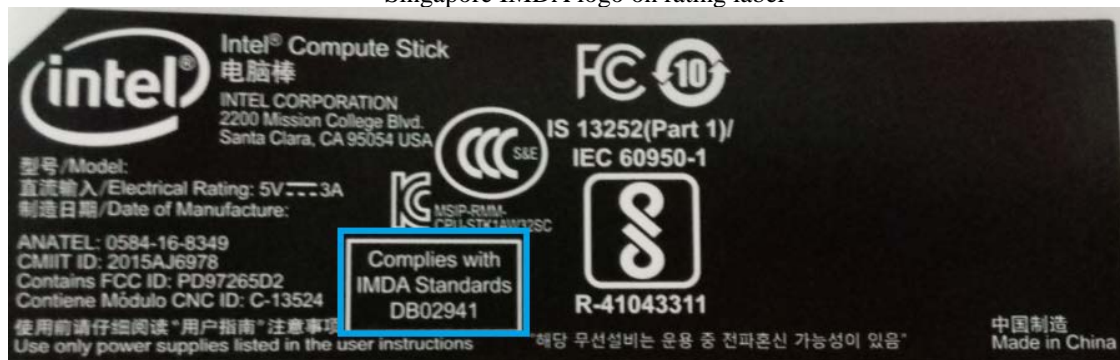 Singapore IMDA logo on rating label
intel®
Intel® Compute Stick
电脑棒
INTEL CORPORATION
2200 Mission College Blvd.
Santa Clara, CA 95054 USA
型号/Model:
直流输入/Electrical Rating: 5V 3A
制造日期/Date of Manufacture:
ANATEL: 0584-16-8349
CMIIT ID: 2015AJ6978
Contains FCC ID: PD97265D2
Contiene Módulo CNC ID: C-13524
使用前请仔细阅读“用户指南”注意事项
Use only power supplies listed in the user instructions
CCC S&E
MSIP-RMM-
CPU-STK1AW32SC
Complies with
IMDA Standards
DB02941
FC 10
IS 13252(Part 1)/
IEC 60950-1
R-41043311
"해당 무선설비는 운용 중 전파혼신 가능성이 있음"
中国制造
Made in China